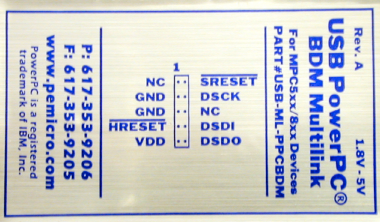 Rev. A
1.8V - 5V
USB PowerPC®
BDM Multilink
For MPC5xx/8xx Devices
PART#USB-ML-PPCBDM
1
NC SRESET
GND DSCK
GND NC
HRESET DSDI
VDD DSDO
P: 617-353-9206
F: 617-353-9205
www.pemicro.com
PowerPC is a registered
trademark of IBM, Inc.